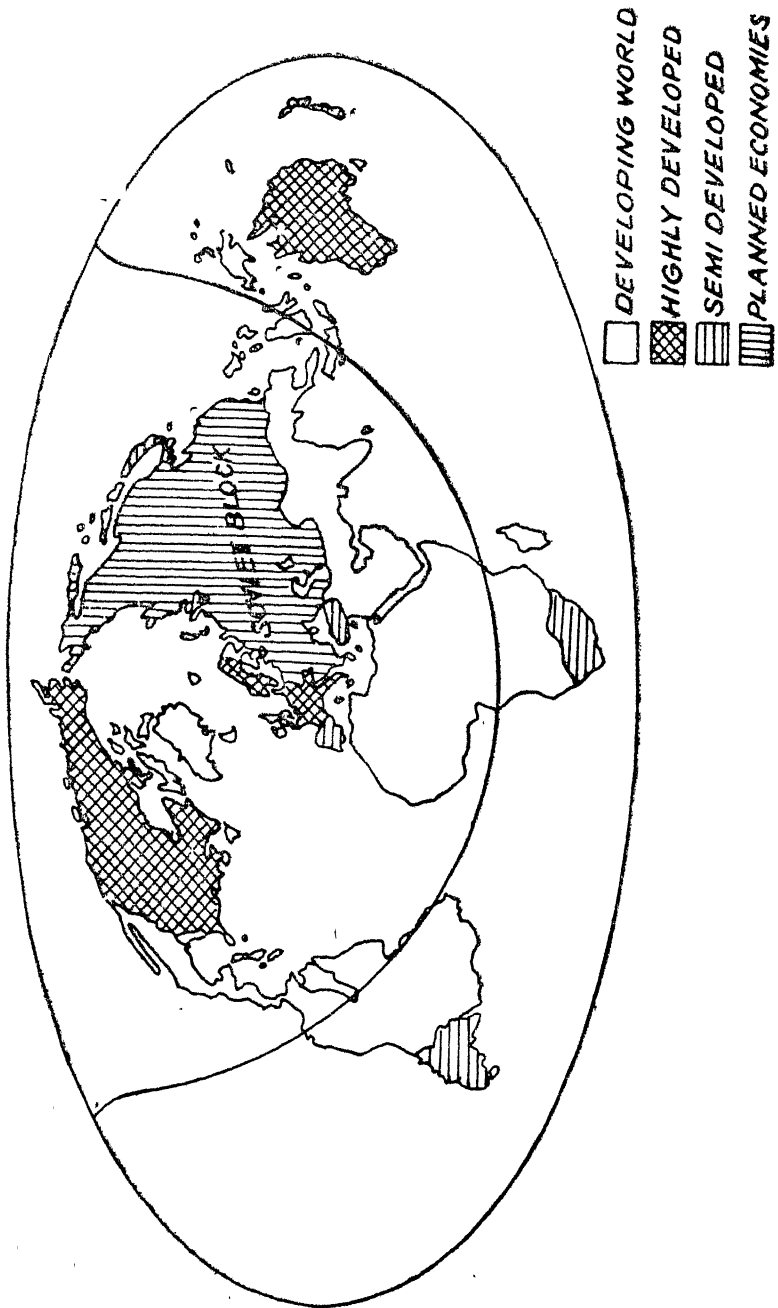 SOVIET BLOCK
DEVELOPING WORLD
HIGHLY DEVELOPED
SEMI DEVELOPED
PLANNED ECONOMIES